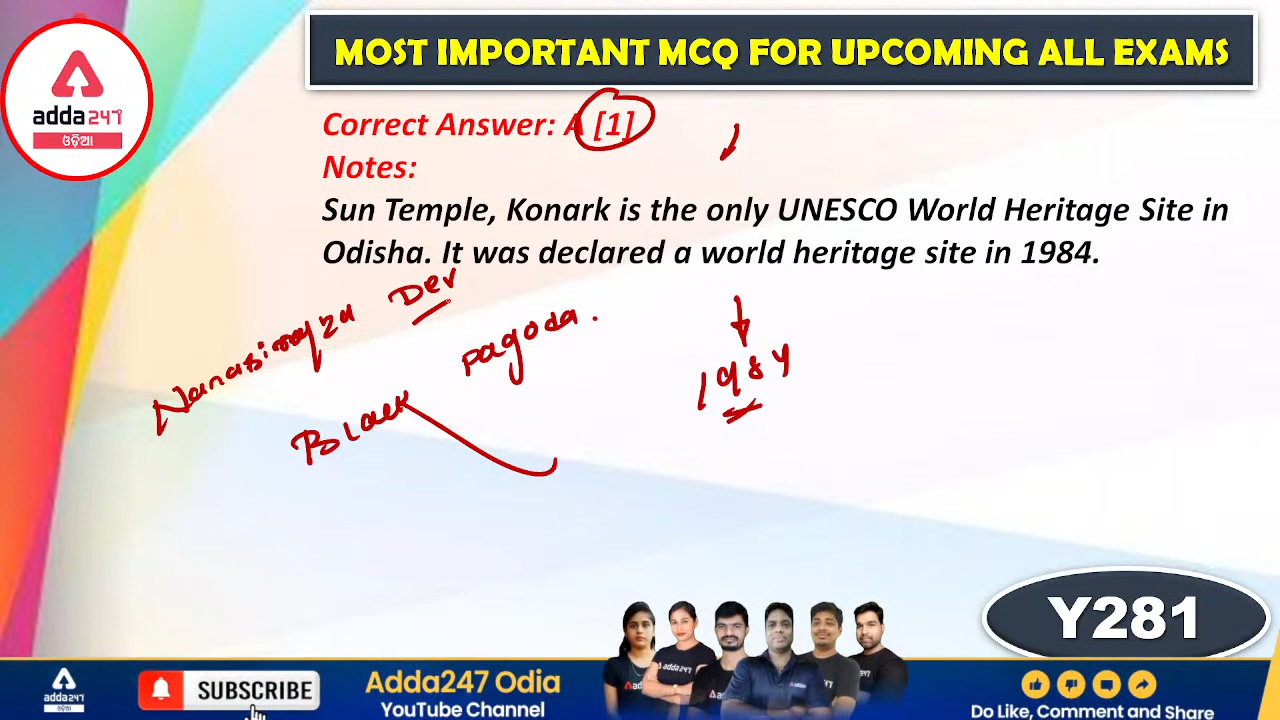 MOST IMPORTANT MCQ FOR UPCOMING ALL EXAMS
adda247
ଓଡ଼ିଆ
Correct Answer: A [1]
Notes:
Sun Temple, Konark is the only UNESCO World Heritage Site in
Odisha. It was declared a world heritage site in 1984.
Dev
Black Pagoda.
1984
Y281
adda247
ଓଡ଼ିଆ
SUBSCRIBE
Adda247 Odia
YouTube Channel
Do Like, Comment and Share